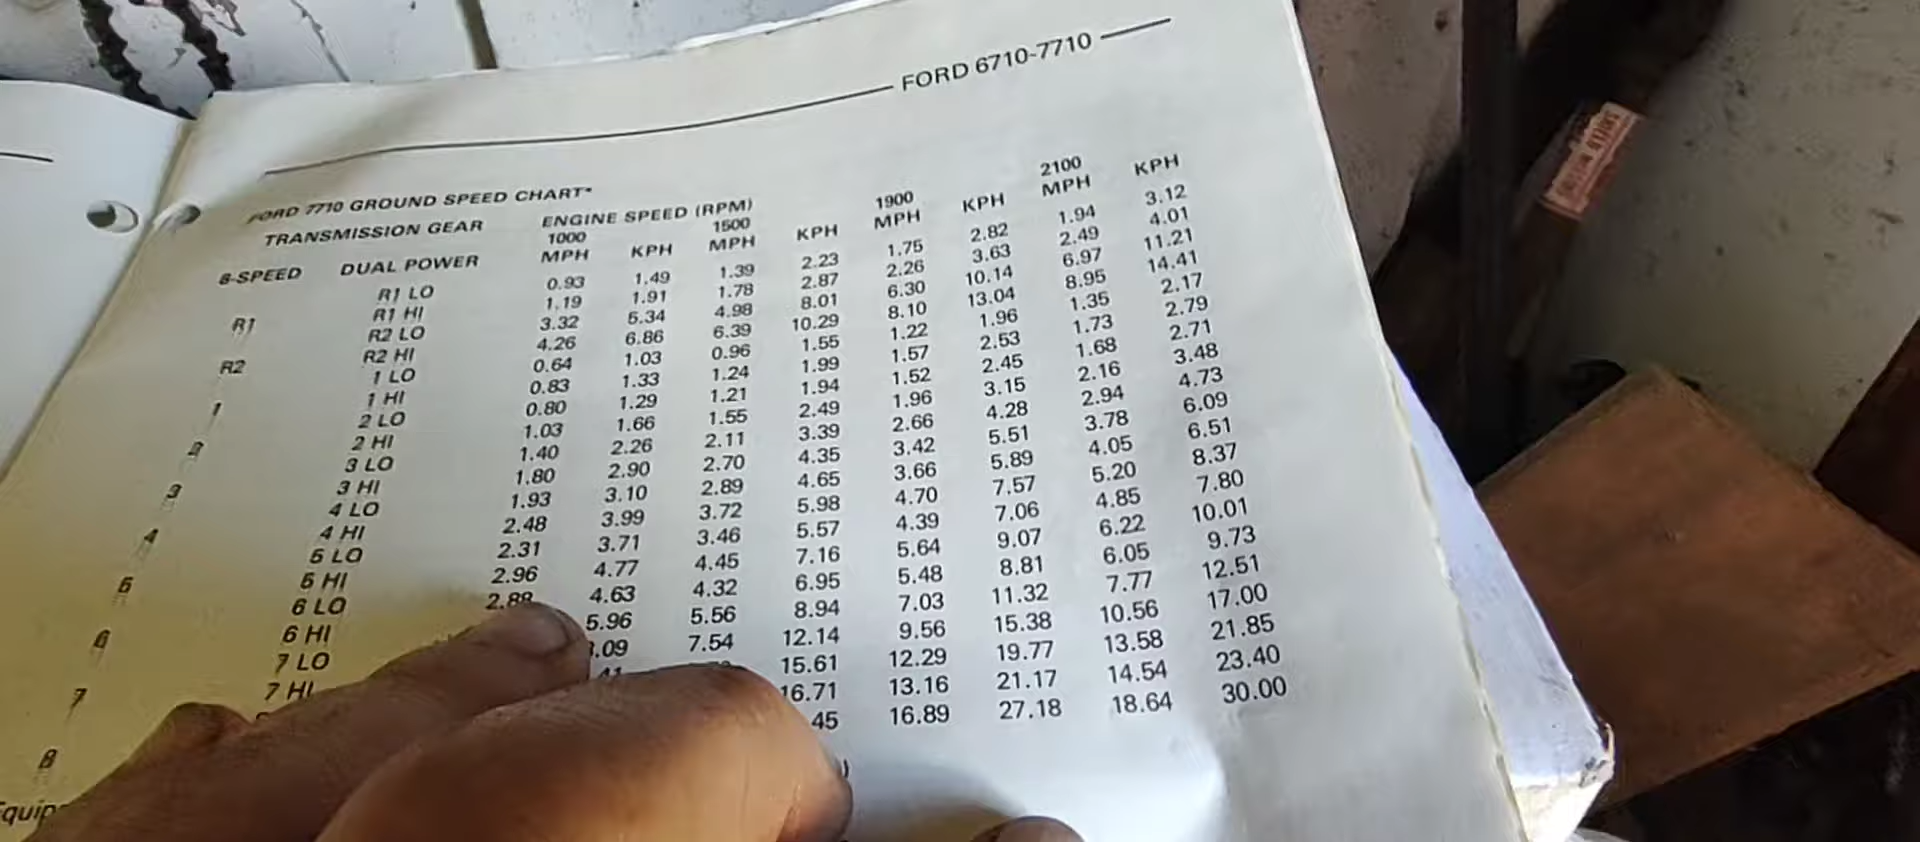 FORD 6710-7710
FORD 7710 GROUND SPEED CHART*
TRANSMISSION GEAR ENGINE SPEED (RPM)
1000 1500 1900 2100
8-SPEED DUAL POWER MPH KPH MPH KPH MPH KPH MPH KPH
R1 LO 0.93 1.49 1.39 2.23 1.75 2.82 1.94 3.12
R1 R1 HI 1.19 1.91 1.78 2.87 2.26 3.63 2.49 4.01
R2 LO 3.32 5.34 4.98 8.01 6.30 10.14 6.97 11.21
R2 R2 HI 4.26 6.86 6.39 10.29 8.10 13.04 8.95 14.41
1 LO 0.64 1.03 0.96 1.55 1.22 1.96 1.35 2.17
1 1 HI 0.83 1.33 1.24 1.99 1.57 2.53 1.73 2.79
2 LO 0.80 1.29 1.21 1.94 1.52 2.45 1.68 2.71
2 2 HI 1.03 1.66 1.55 2.49 1.96 3.15 2.16 3.48
3 LO 1.40 2.26 2.11 3.39 2.66 4.28 2.94 4.73
3 3 HI 1.80 2.90 2.70 4.35 3.42 5.51 3.78 6.09
4 LO 1.93 3.10 2.89 4.65 3.66 5.89 4.05 6.51
4 4 HI 2.48 3.99 3.72 5.98 4.70 7.57 5.20 8.37
5 LO 2.31 3.71 3.46 5.57 4.39 7.06 4.85 7.80
5 5 HI 2.96 4.77 4.45 7.16 5.64 9.07 6.22 10.01
6 LO 2.88 4.63 4.32 6.95 5.48 8.81 6.05 9.73
6 6 HI 5.96 5.56 8.94 7.03 11.32 7.77 12.51
7 LO .09 7.54 12.14 9.56 15.38 10.56 17.00
7 7 HI 15.61 12.29 19.77 13.58 21.85
16.71 13.16 21.17 14.54 23.40
8 .45 16.89 27.18 18.64 30.00